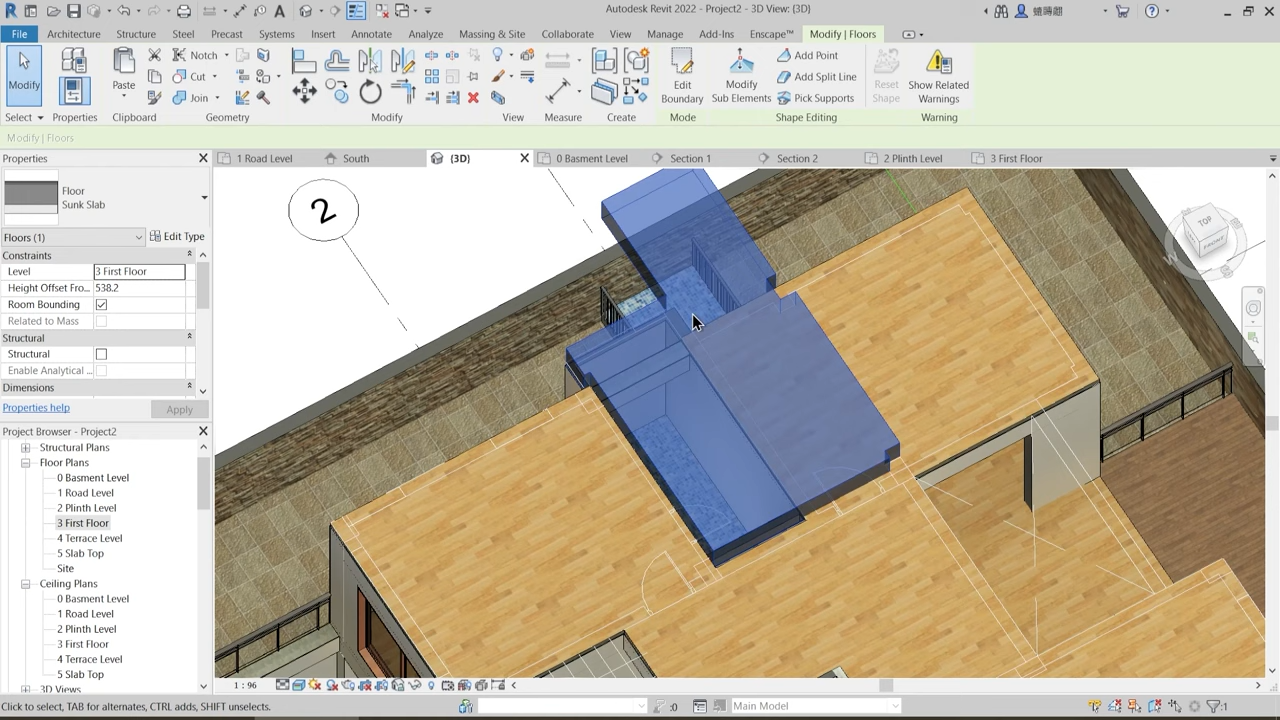 Autodesk Revit 2022 - Project2 - 3D View: {3D}
File Architecture Structure Steel Precast Systems Insert Annotate Analyze Massing & Site Collaborate View Manage Add-Ins Enscape™ Modify | Floors
Modify
Paste
Notch
Cut
Join
Edit
Boundary
Modify
Sub Elements
Add Point
Add Split Line
Pick Supports
Reset
Shape
Show Related
Warnings
Select Properties Clipboard Geometry Modify View Measure Create Mode Shape Editing Warning
Modify | Floors
Properties
1 Road Level South {3D} 0 Basment Level Section 1 Section 2 2 Plinth Level 3 First Floor
Floor
Sunk Slab
Floors (1) Edit Type
Constraints
Level 3 First Floor
Height Offset Fro... 538.2
Room Bounding
Related to Mass
Structural
Structural
Enable Analytical ...
Dimensions
Properties help Apply
Project Browser - Project2
Structural Plans
Floor Plans
0 Basment Level
1 Road Level
2 Plinth Level
3 First Floor
4 Terrace Level
5 Slab Top
Site
Ceiling Plans
0 Basment Level
1 Road Level
2 Plinth Level
3 First Floor
4 Terrace Level
5 Slab Top
3D Views
2
TOP
FRONT
W
1 : 96
Click to select, TAB for alternates, CTRL adds, SHIFT unselects.
:0
Main Model
:1